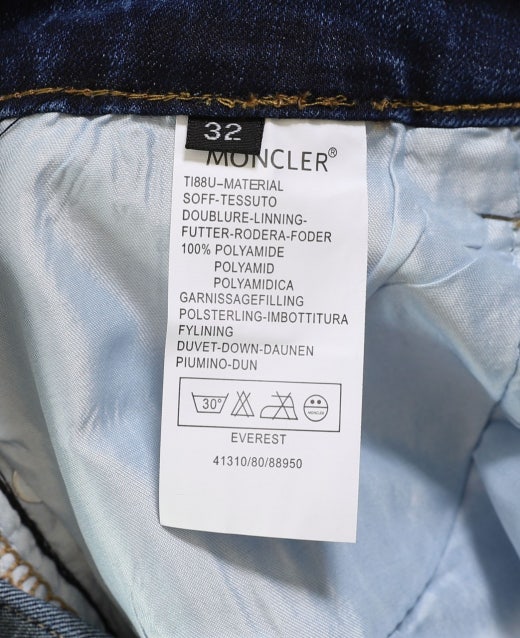 32
MONCLER®
TI88U-MATERIAL
SOFF-TESSUTO
DOUBLURE-LINNING-
FUTTER-RODERA-FODER
100% POLYAMIDE
POLYAMID
POLYAMIDICA
GARNISSAGEFILLING
POLSTERLING-IMBOTTITURA
FYLINING
DUVET-DOWN-DAUNEN
PIUMINO-DUN
30° MONCLER
EVEREST
41310/80/88950